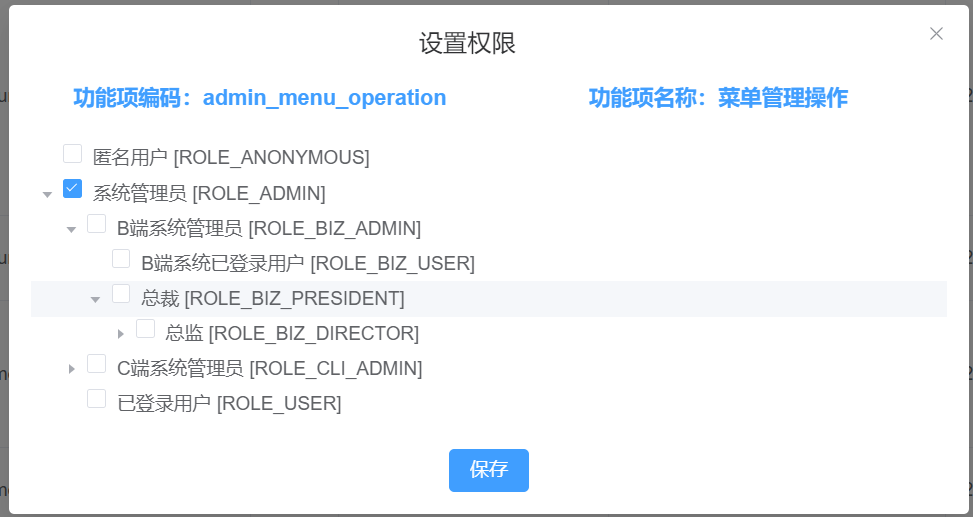 设置权限
功能项编码：admin_menu_operation 功能项名称：菜单管理操作
匿名用户 [ROLE_ANONYMOUS]
系统管理员 [ROLE_ADMIN]
B端系统管理员 [ROLE_BIZ_ADMIN]
B端系统已登录用户 [ROLE_BIZ_USER]
总裁 [ROLE_BIZ_PRESIDENT]
总监 [ROLE_BIZ_DIRECTOR]
C端系统管理员 [ROLE_CLI_ADMIN]
已登录用户 [ROLE_USER]
保存